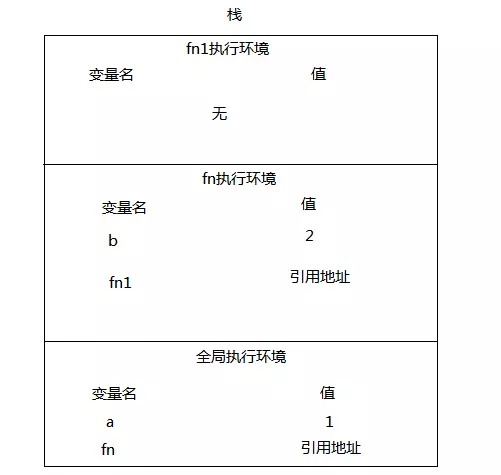 栈
fn1执行环境
变量名 值
无
fn执行环境
变量名 值
b 2
fn1 引用地址
全局执行环境
变量名 值
a 1
fn 引用地址